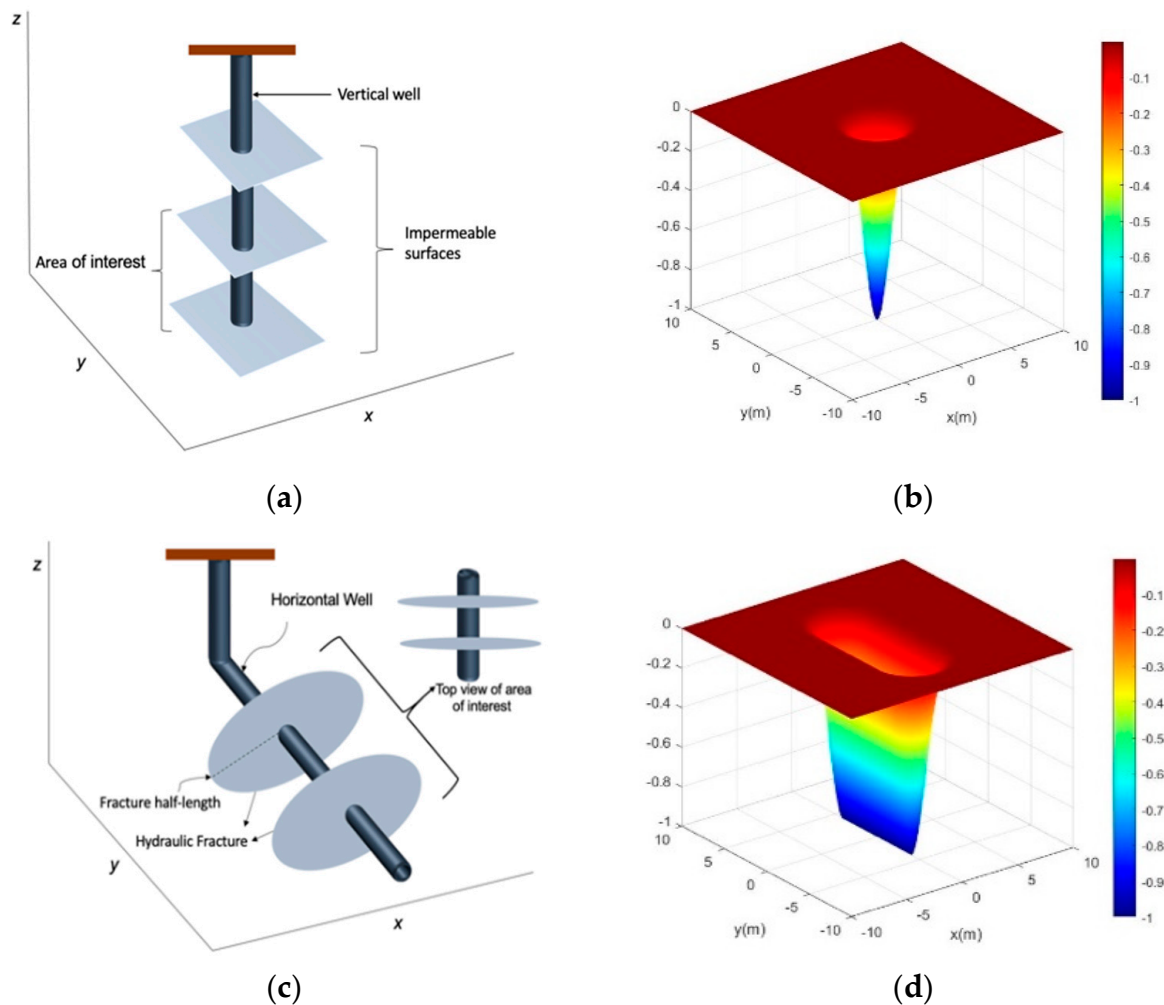 z
Vertical well
Area of interest
Impermeable
surfaces
y
x
(a)
0
-0.2
-0.4
-0.6
-0.8
-1
10
5
0
-5
-10
y(m)
-10
-5
0
5
10
x(m)
-0.1
-0.2
-0.3
-0.4
-0.5
-0.6
-0.7
-0.8
-0.9
-1
(b)
z
Horizontal Well
Top view of area
of interest
Fracture half-length
Hydraulic Fracture
y
x
(c)
0
-0.2
-0.4
-0.6
-0.8
-1
10
5
0
-5
-10
y(m)
-10
-5
0
5
10
x(m)
-0.1
-0.2
-0.3
-0.4
-0.5
-0.6
-0.7
-0.8
-0.9
-1
(d)